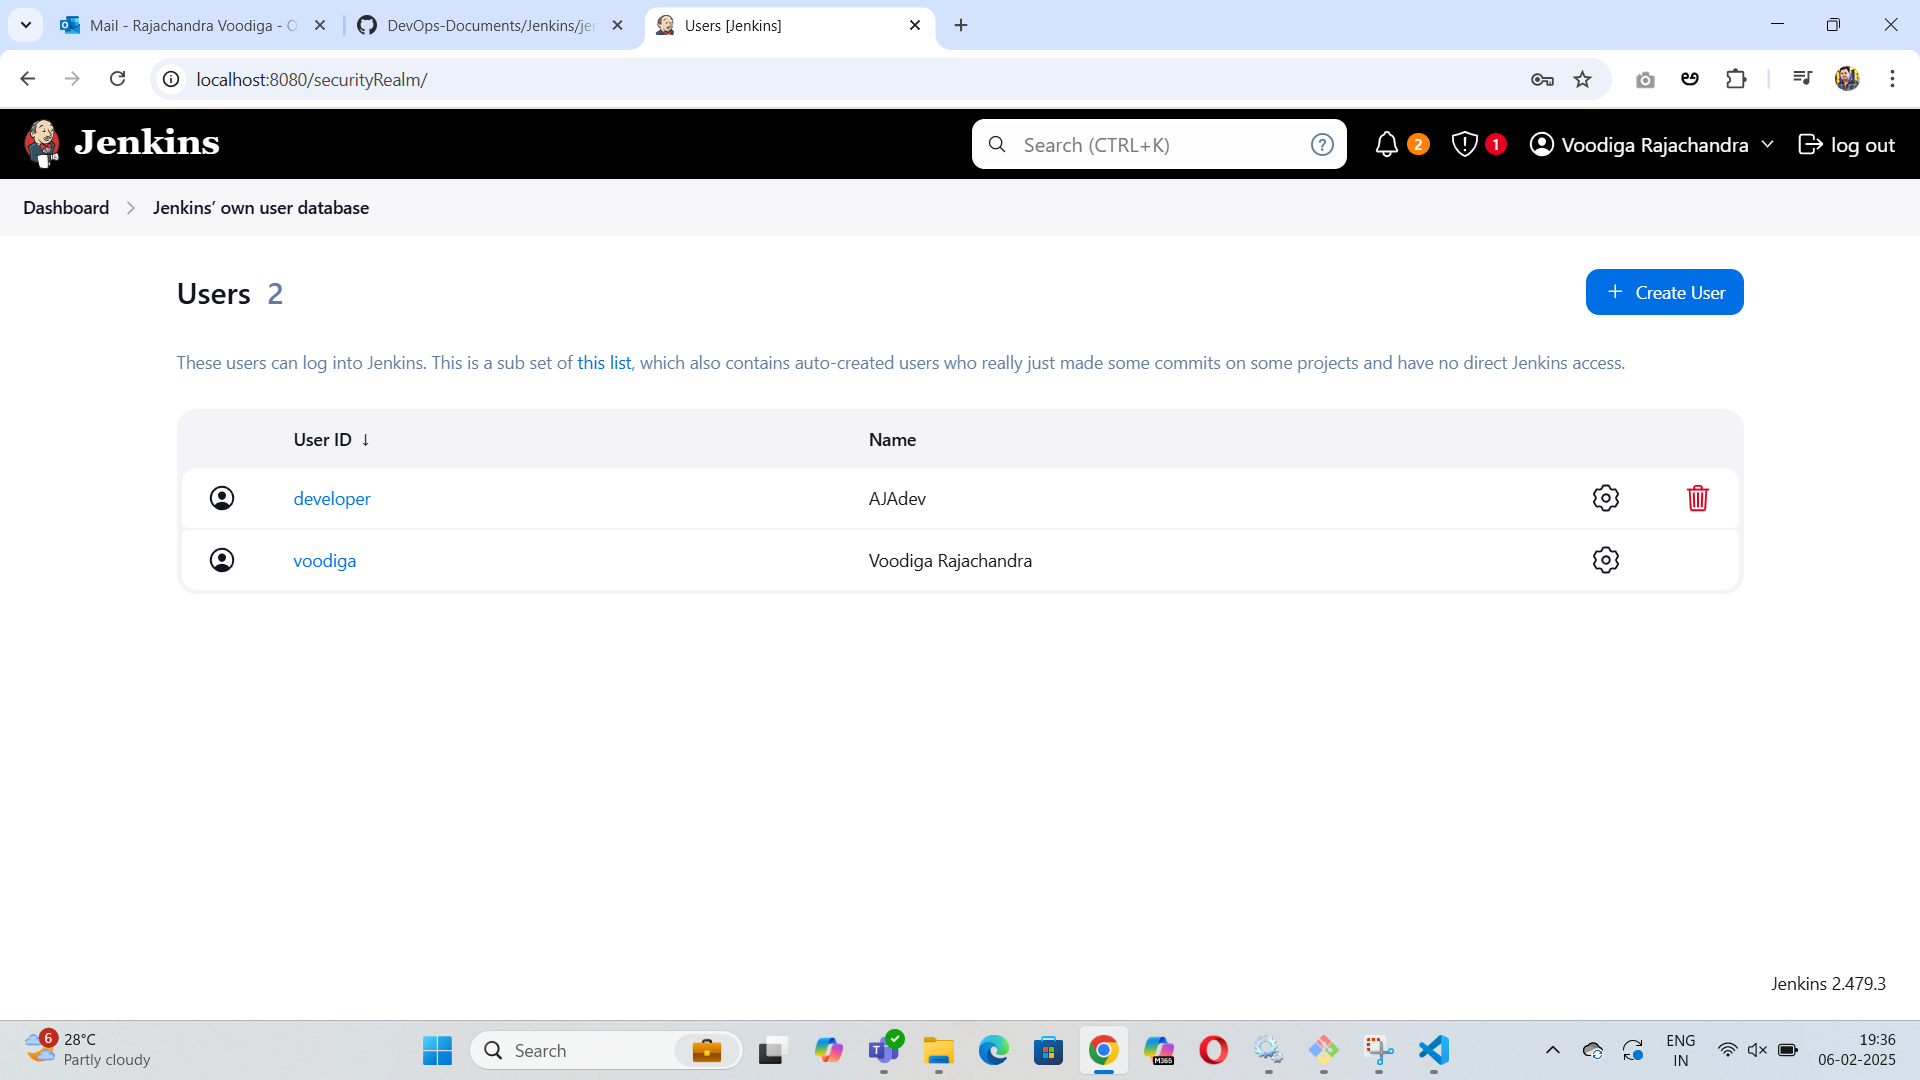 Mail - Rajachandra Voodiga - O
DevOps-Documents/Jenkins/je
Users [Jenkins]
localhost:8080/securityRealm/
Jenkins
Search (CTRL+K)
?
2
1
Voodiga Rajachandra
log out
Dashboard
Jenkins’ own user database
Users 2
+ Create User
These users can log into Jenkins. This is a sub set of this list, which also contains auto-created users who really just made some commits on some projects and have no direct Jenkins access.
User ID ↓
Name
developer
AJAdev
voodiga
Voodiga Rajachandra
Jenkins 2.479.3
6
28°C
Partly cloudy
Search
M365
ENG
IN
19:36
06-02-2025